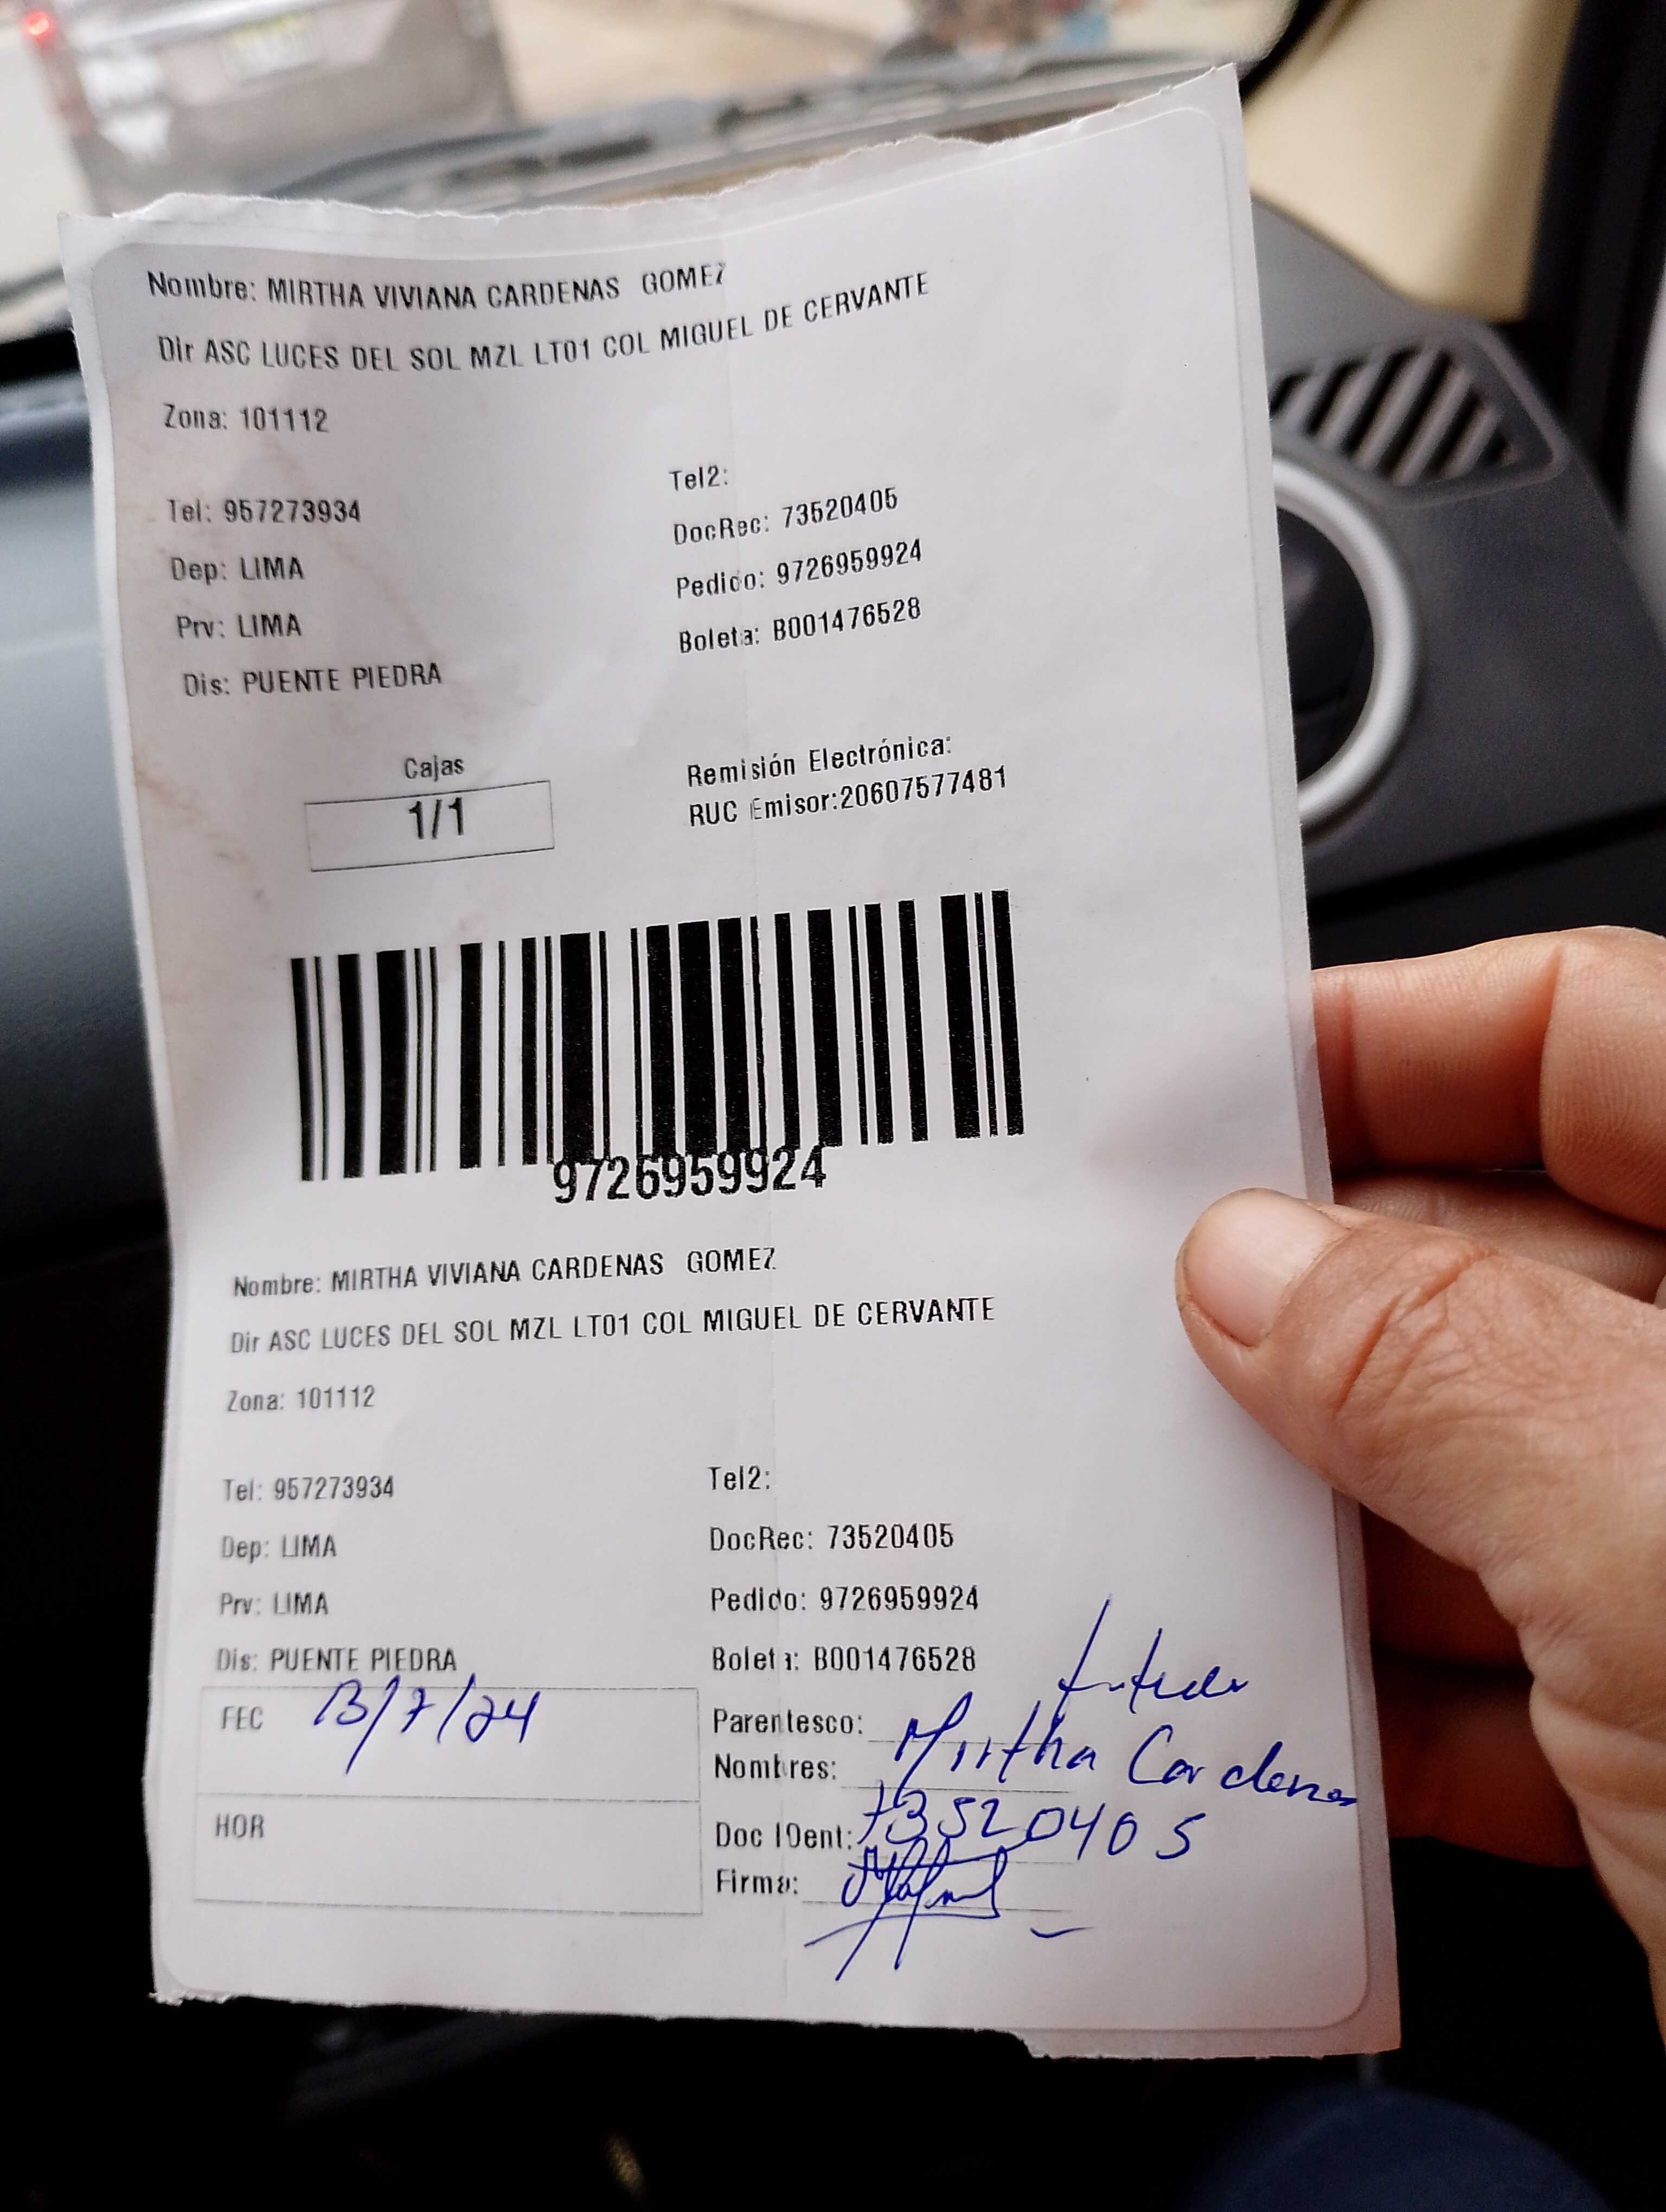 Nombre: MIRTHA VIVIANA CARDENAS GOMEZ
Dir ASC LUCES DEL SOL MZL LT01 COL MIGUEL DE CERVANTE
Zona: 101112
Tel2:
Tel: 957273934
DocRec: 73520405
Dep: LIMA
Pedido: 9726959924
Prv: LIMA
Boleta: B001476528
Dis: PUENTE PIEDRA
Cajas
1/1
Remisión Electrónica:
RUC Emisor:20607577481
9726959924
Nombre: MIRTHA VIVIANA CARDENAS GOMEZ
Dir ASC LUCES DEL SOL MZL LT01 COL MIGUEL DE CERVANTE
Zona: 101112
Tel: 957273934
Tel2:
Dep: LIMA
DocRec: 73520405
Prv: LIMA
Pedido: 9726959924
Dis: PUENTE PIEDRA
Boleta: B001476528
FEC 13/7/24
Parentesco:
Nombres: Mirtha Cardenas
HOR
Doc IDent: 73520405
Firma: